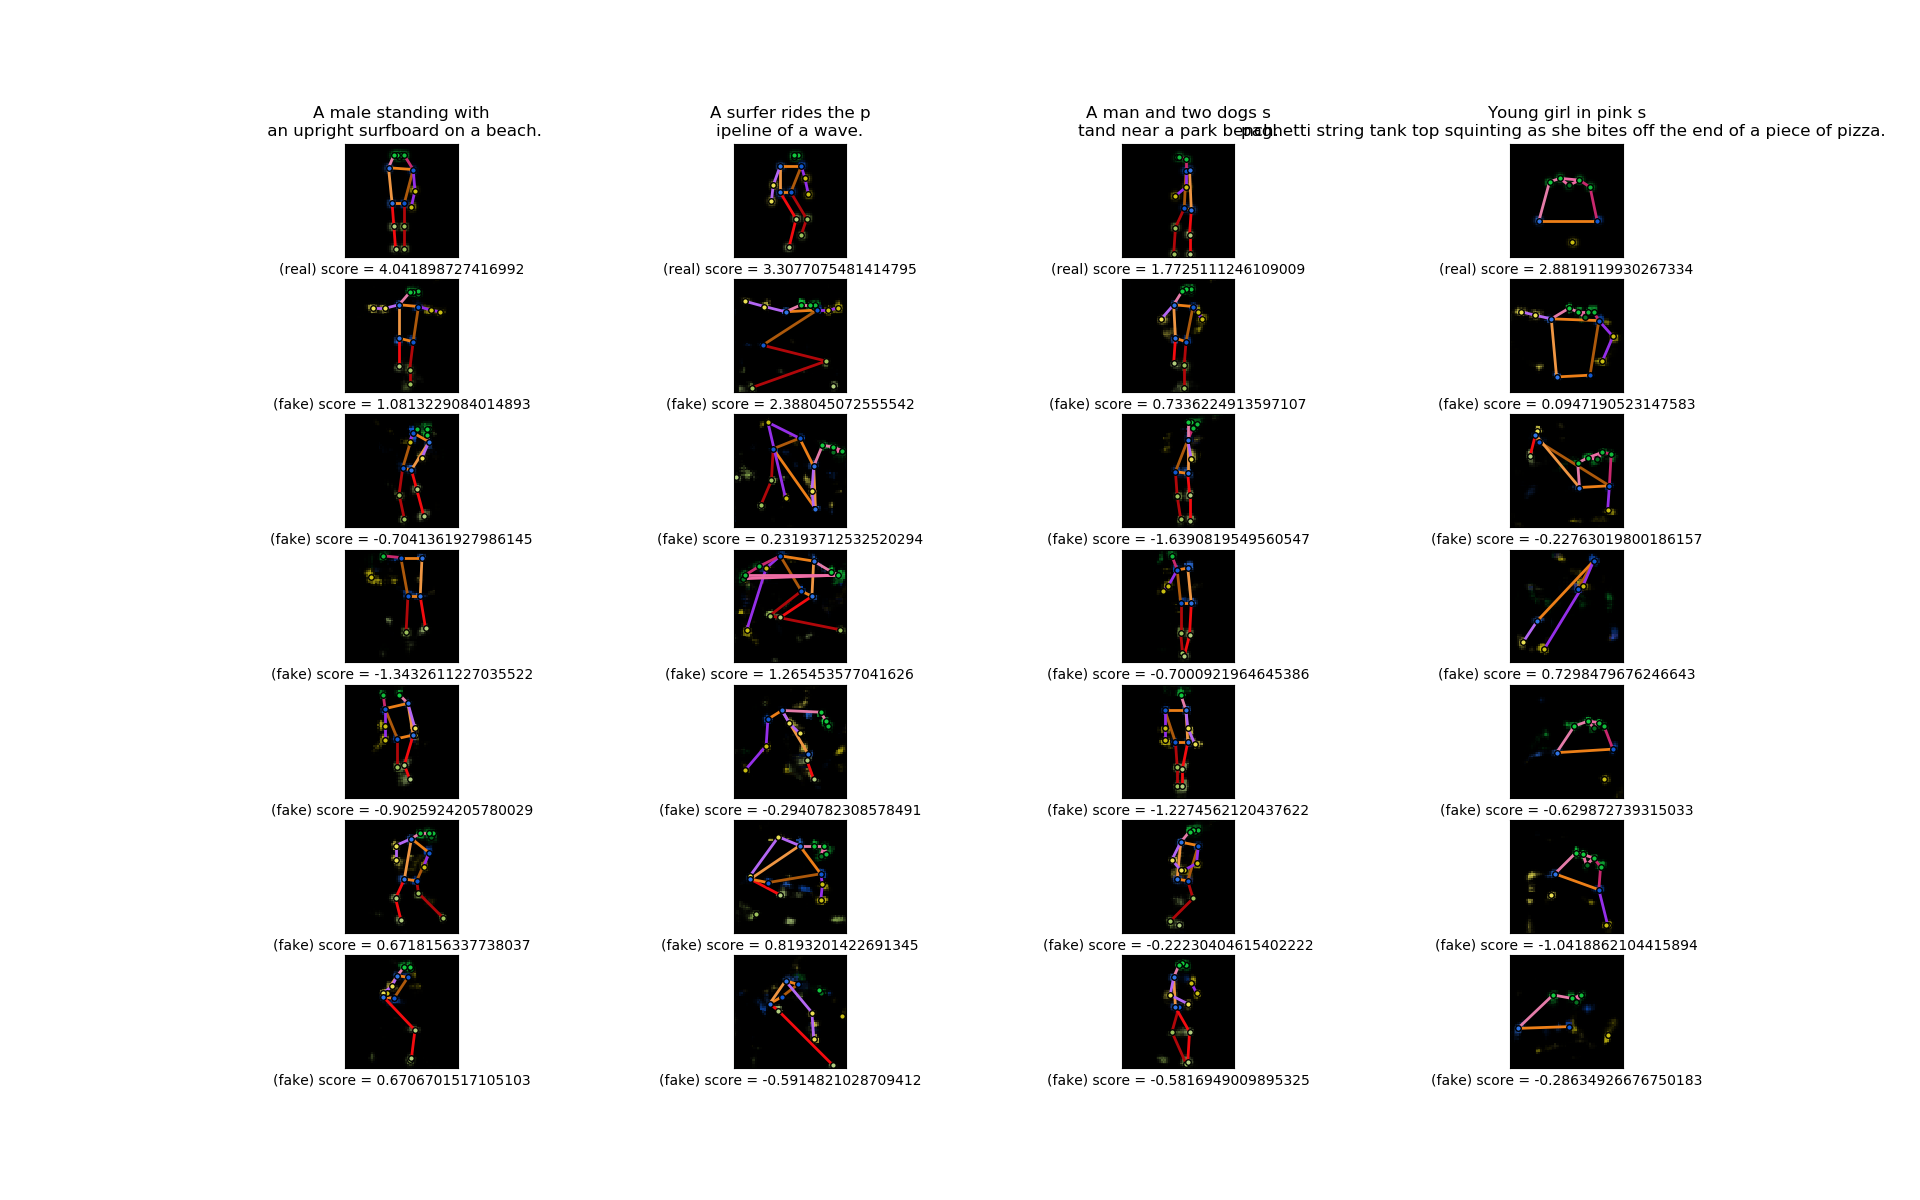 A male standing with
an upright surfboard on a beach.
A surfer rides the p
ipeline of a wave.
A man and two dogs s
tand near a park bench.
Young girl in pink s
paghetti string tank top squinting as she bites off the end of a piece of pizza.
(real) score = 4.041898727416992
(real) score = 3.3077075481414795
(real) score = 1.7725111246109009
(real) score = 2.8819119930267334
(fake) score = 1.0813229084014893
(fake) score = 2.388045072555542
(fake) score = 0.7336224913597107
(fake) score = 0.0947190523147583
(fake) score = -0.7041361927986145
(fake) score = 0.23193712532520294
(fake) score = -1.6390819549560547
(fake) score = -0.22763019800186157
(fake) score = -1.3432611227035522
(fake) score = 1.265453577041626
(fake) score = -0.7000921964645386
(fake) score = 0.7298479676246643
(fake) score = -0.9025924205780029
(fake) score = -0.2940782308578491
(fake) score = -1.2274562120437622
(fake) score = -0.629872739315033
(fake) score = 0.6718156337738037
(fake) score = 0.8193201422691345
(fake) score = -0.22230404615402222
(fake) score = -1.0418862104415894
(fake) score = 0.6706701517105103
(fake) score = -0.5914821028709412
(fake) score = -0.5816949009895325
(fake) score = -0.28634926676750183